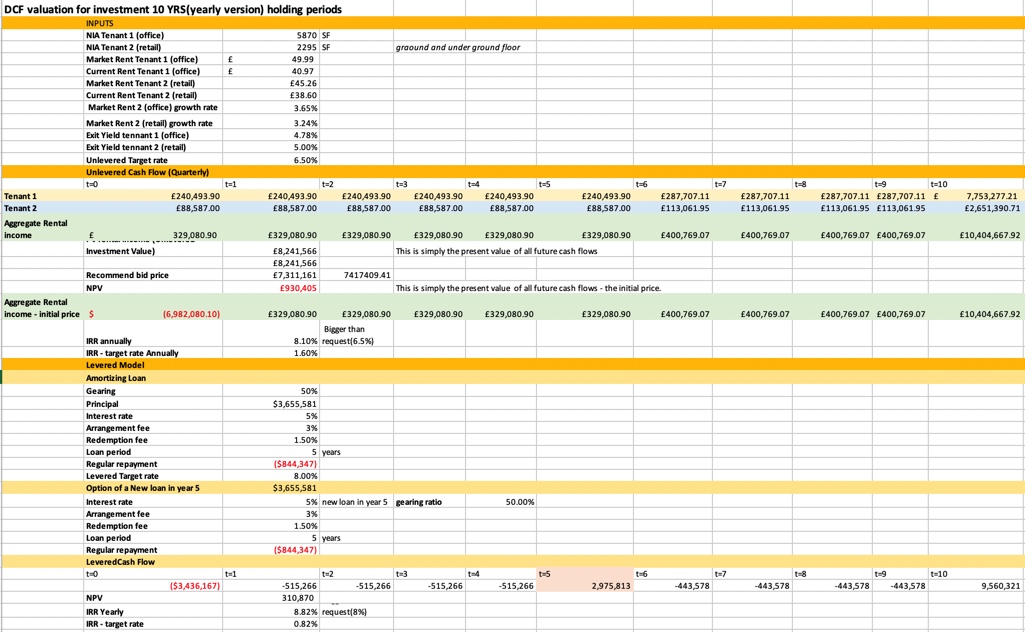 DCF valuation for investment 10 YRS(yearly version) holding periods
INPUTS
NIA Tenant 1 (office) 5870 SF
NIA Tenant 2 (retail) 2295 SF graound and under ground floor
Market Rent Tenant 1 (office) £ 49.99
Current Rent Tenant 1 (office) £ 40.97
Market Rent Tenant 2 (retail) £45.26
Current Rent Tenant 2 (retail) £38.60
Market Rent 2 (office) growth rate 3.65%
Market Rent 2 (retail) growth rate 3.24%
Exit Yield tennant 1 (office) 4.78%
Exit Yield tennant 2 (retail) 5.00%
Unlevered Target rate 6.50%
Unlevered Cash Flow (Quarterly)
t=0 t=1 t=2 t=3 t=4 t=5 t=6 t=7 t=8 t=9 t=10
Tenant 1 £240,493.90 £240,493.90 £240,493.90 £240,493.90 £240,493.90 £240,493.90 £287,707.11 £287,707.11 £287,707.11 £287,707.11 £ 7,753,277.21
Tenant 2 £88,587.00 £88,587.00 £88,587.00 £88,587.00 £88,587.00 £88,587.00 £113,061.95 £113,061.95 £113,061.95 £113,061.95 £2,651,390.71
Aggregate Rental
income £ 329,080.90 £329,080.90 £329,080.90 £329,080.90 £329,080.90 £329,080.90 £400,769.07 £400,769.07 £400,769.07 £400,769.07 £10,404,667.92
Investment Value) £8,241,566 This is simply the present value of all future cash flows
£8,241,566
Recommend bid price £7,311,161 7417409.41
NPV £930,405 This is simply the present value of all future cash flows - the initial price.
Aggregate Rental
income - initial price $ (6,982,080.10) £329,080.90 £329,080.90 £329,080.90 £329,080.90 £329,080.90 £400,769.07 £400,769.07 £400,769.07 £400,769.07 £10,404,667.92
Bigger than
IRR annually 8.10% request(6.5%)
IRR - target rate Annually 1.60%
Levered Model
Amortizing Loan
Gearing 50%
Principal $3,655,581
Interest rate 5%
Arrangement fee 3%
Redemption fee 1.50%
Loan period 5 years
Regular repayment ($844,347)
Levered Target rate 8.00%
Option of a New loan in year 5 $3,655,581
Interest rate 5% new loan in year 5 gearing ratio 50.00%
Arrangement fee 3%
Redemption fee 1.50%
Loan period 5 years
Regular repayment ($844,347)
LeveredCash Flow
t=0 t=1 t=2 t=3 t=4 t=5 t=6 t=7 t=8 t=9 t=10
($3,436,167) -515,266 -515,266 -515,266 -515,266 2,975,813 -443,578 -443,578 -443,578 -443,578 9,560,321
NPV 310,870
IRR Yearly 8.82% request(8%)
IRR - target rate 0.82%